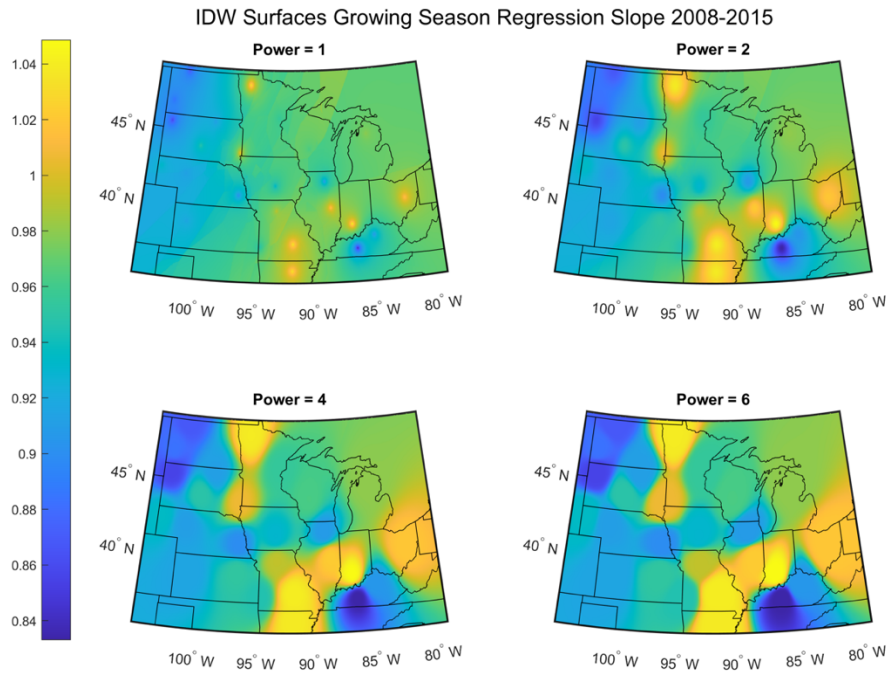 IDW Surfaces Growing Season Regression Slope 2008-2015
Power = 1
Power = 2
1.04
1.02
1
0.98
0.96
0.94
0.92
0.9
0.88
0.86
0.84
45° N
40° N
100° W
95° W
90° W
85° W
80° W
45° N
40° N
100° W
95° W
90° W
85° W
80° W
Power = 4
Power = 6
45° N
40° N
100° W
95° W
90° W
85° W
80° W
45° N
40° N
100° W
95° W
90° W
85° W
80° W